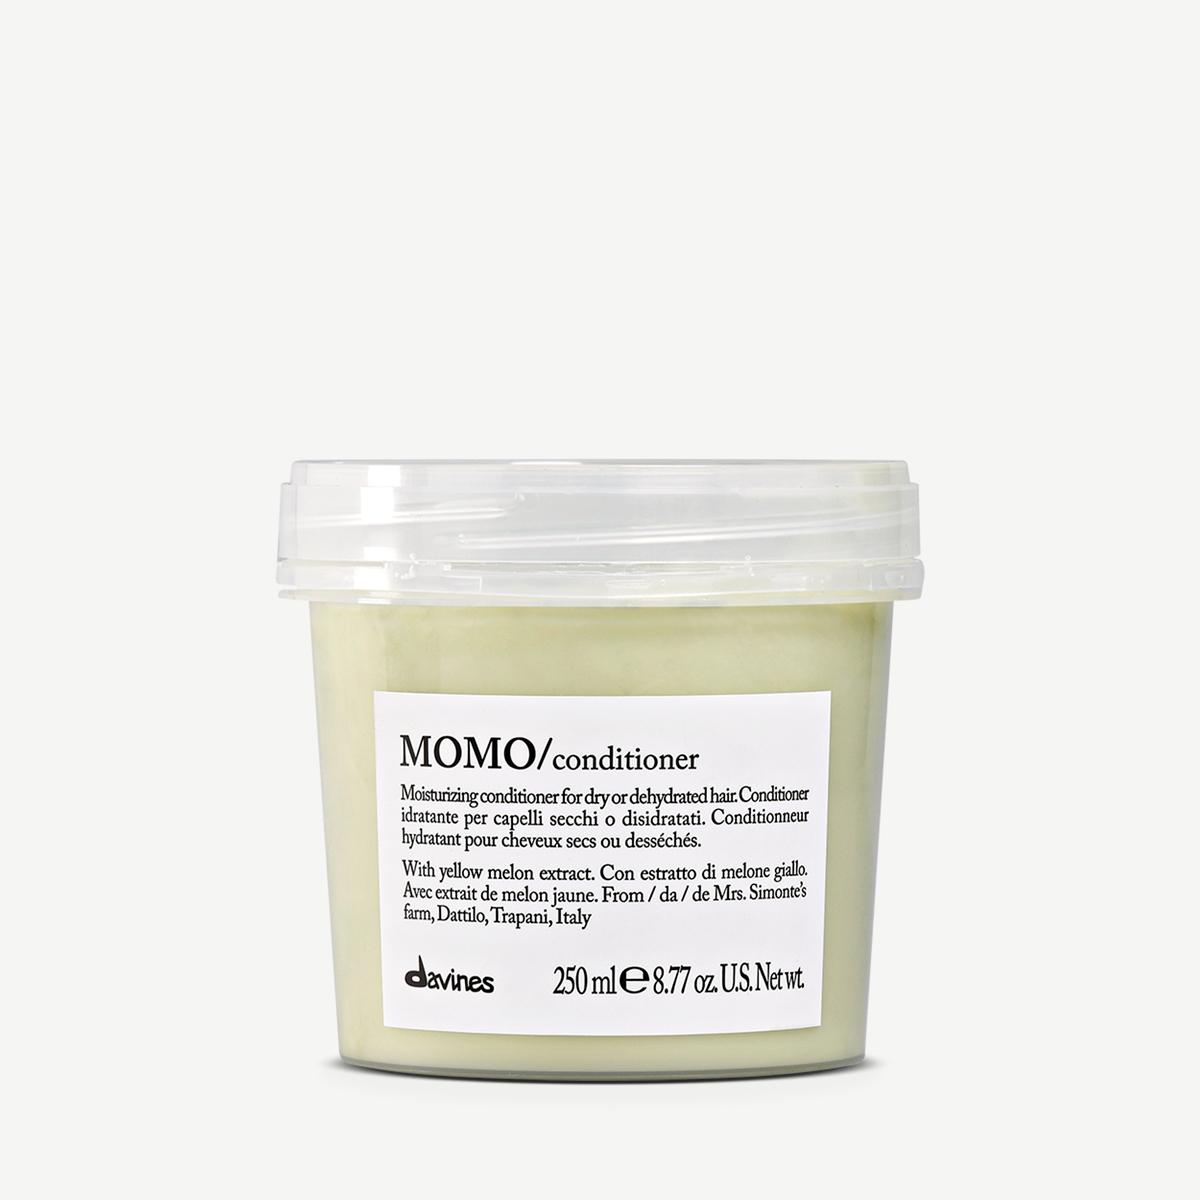 MOMO/conditioner
Moisturizing conditioner for dry or dehydrated hair. Conditioner
idratante per capelli secchi o disidratati. Conditionneur
hydratant pour cheveux secs ou desséchés.
With yellow melon extract. Con estratto di melone giallo.
Avec extrait de melon jaune. From / da / de Mrs. Simonte's
farm, Dattilo, Trapani, Italy
davines 250 ml ℮ 8.77 oz. U.S. Net wt.